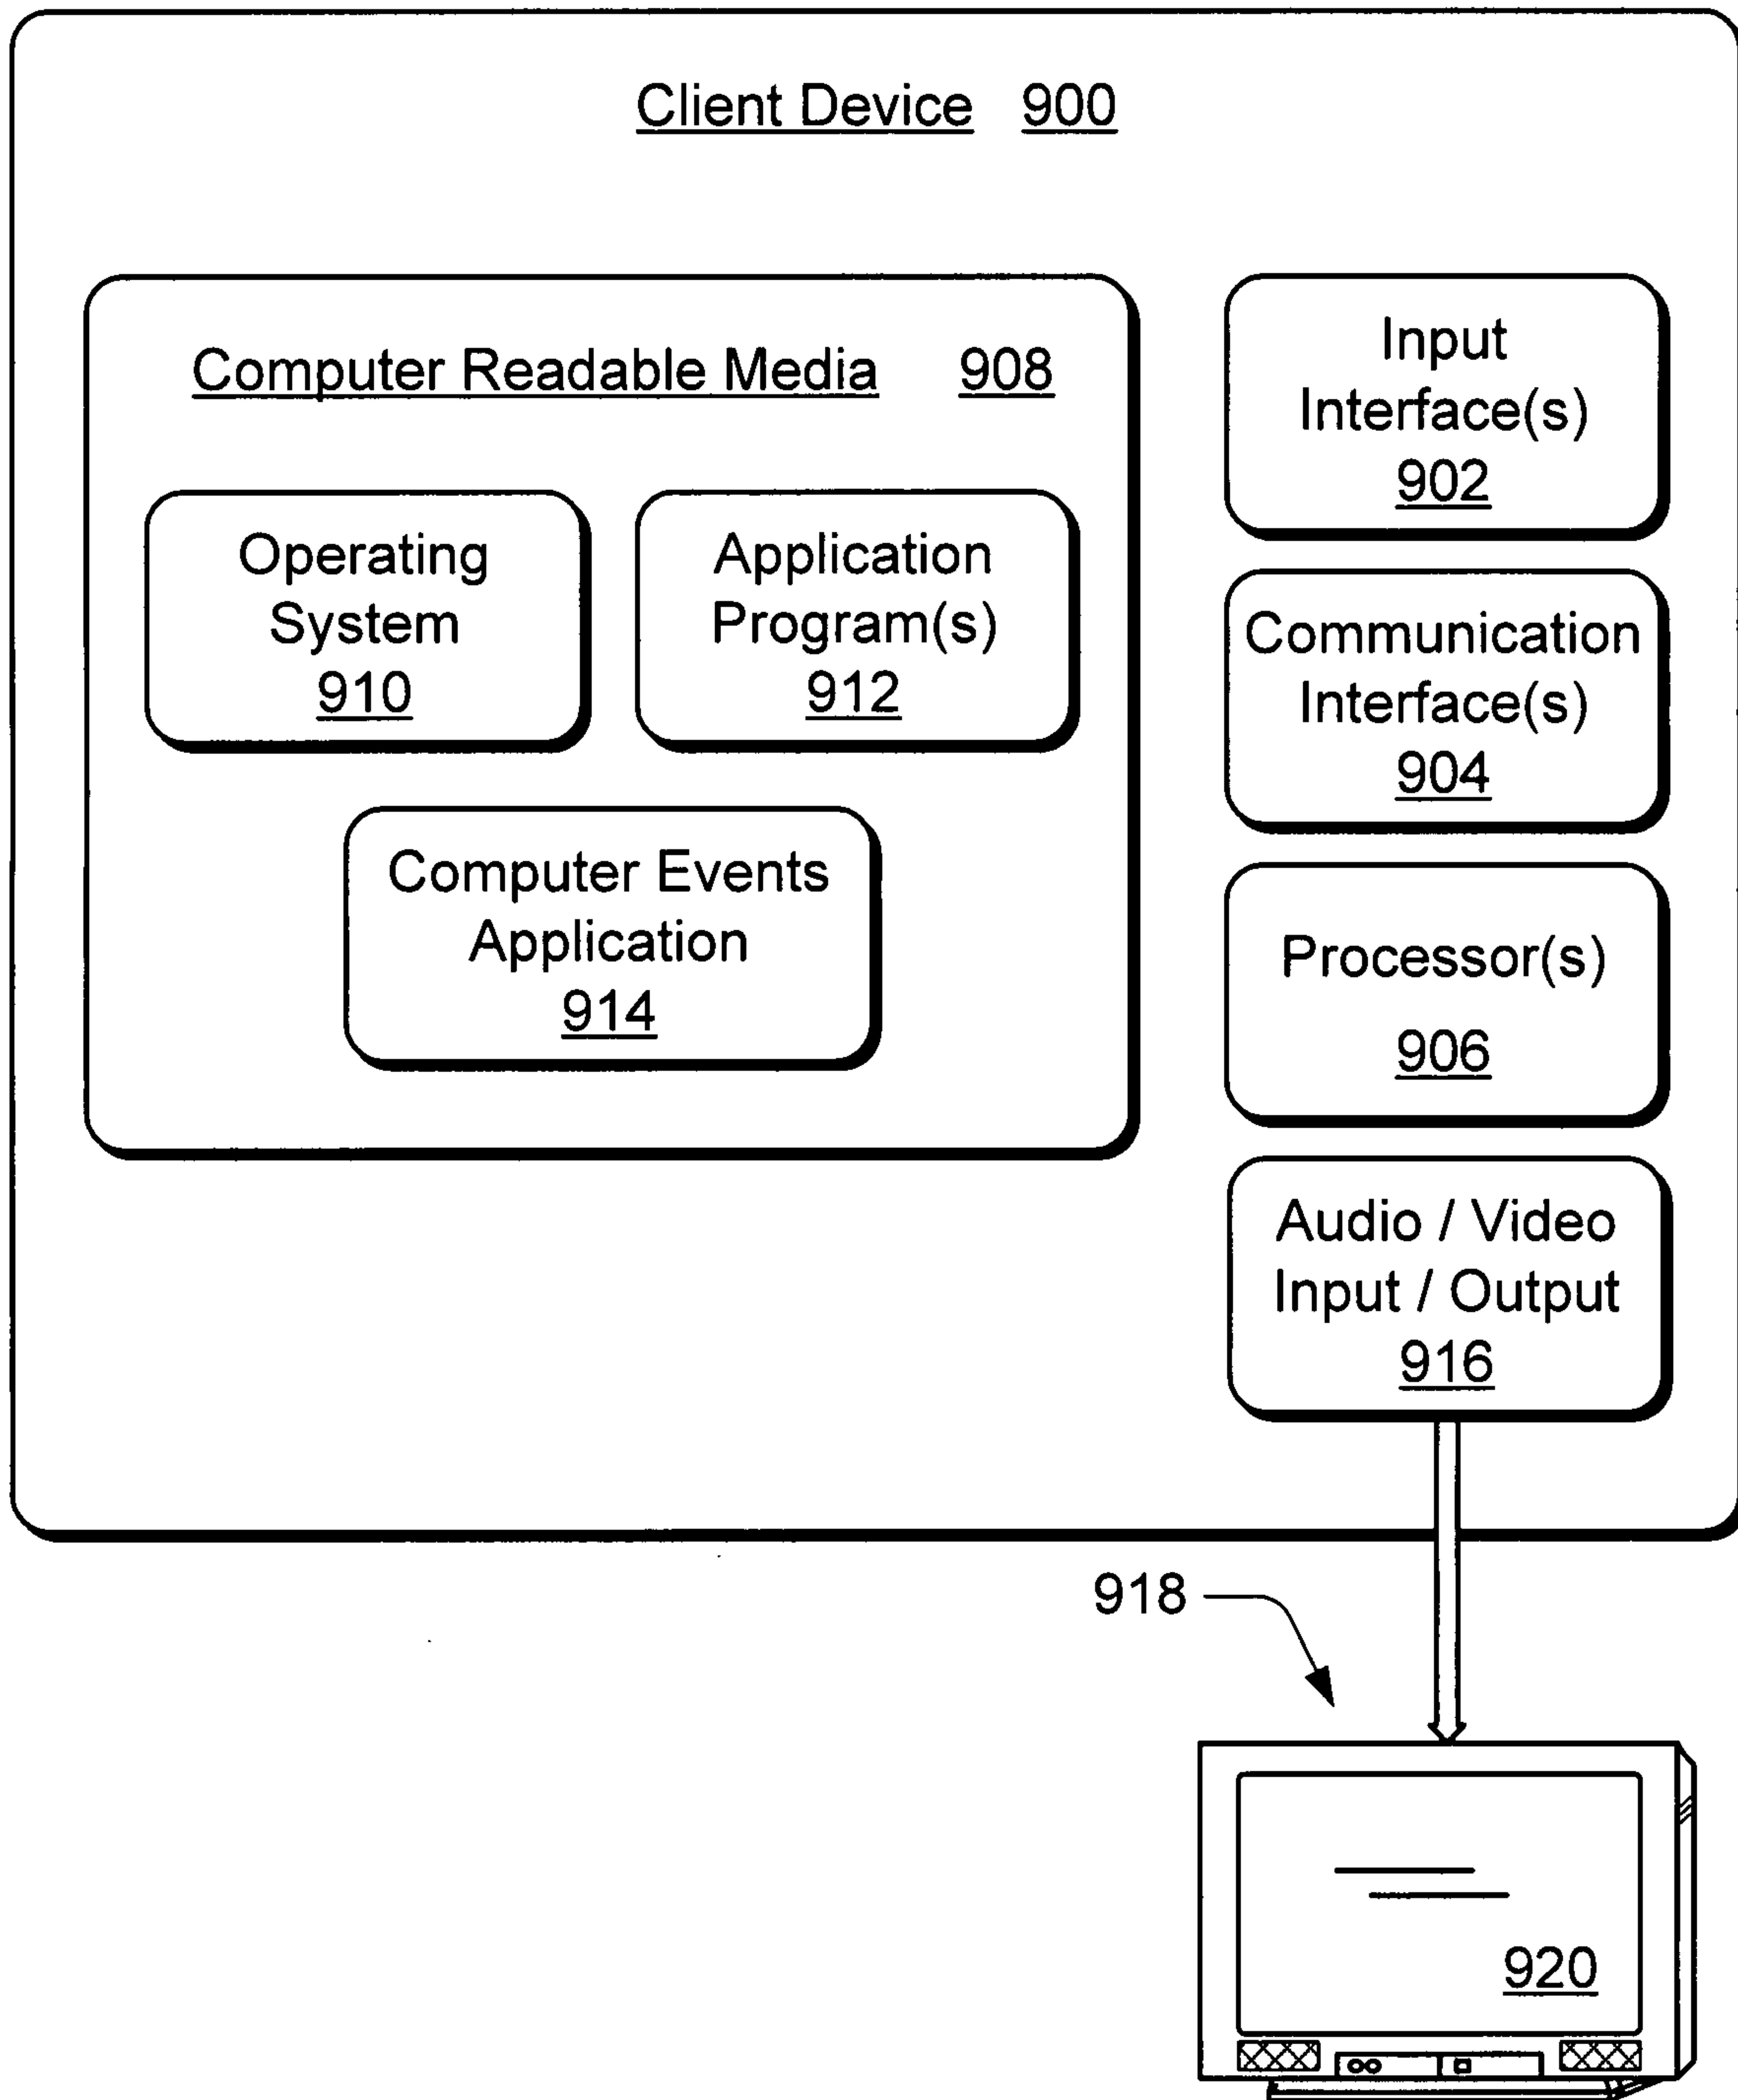 Client Device 900
Computer Readable Media 908
Operating
System
910
Application
Program(s)
912
Computer Events
Application
914
Input
Interface(s)
902
Communication
Interface(s)
904
Processor(s)
906
Audio / Video
Input / Output
916
918
920